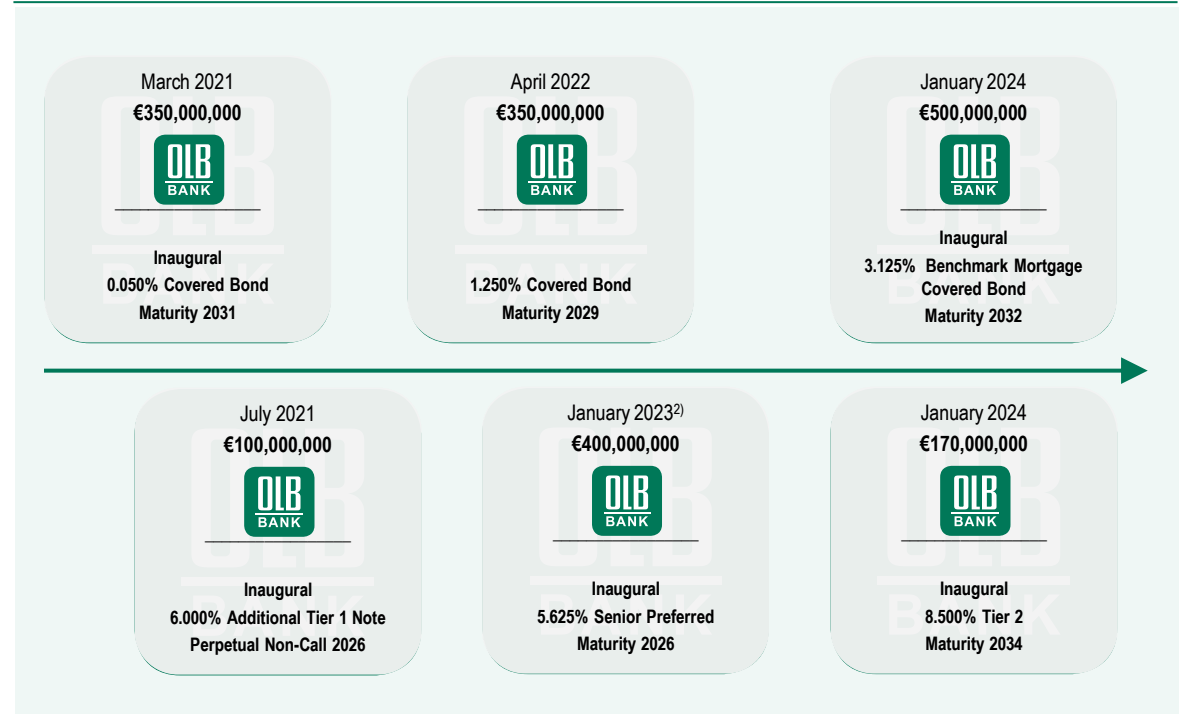 March 2021
€350,000,000
OLB
BANK
Inaugural
0.050% Covered Bond
Maturity 2031
April 2022
€350,000,000
OLB
BANK
1.250% Covered Bond
Maturity 2029
January 2024
€500,000,000
OLB
BANK
Inaugural
3.125% Benchmark Mortgage
Covered Bond
Maturity 2032
July 2021
€100,000,000
OLB
BANK
Inaugural
6.000% Additional Tier 1 Note
Perpetual Non-Call 2026
January 2023²⁾
€400,000,000
OLB
BANK
Inaugural
5.625% Senior Preferred
Maturity 2026
January 2024
€170,000,000
OLB
BANK
Inaugural
8.500% Tier 2
Maturity 2034